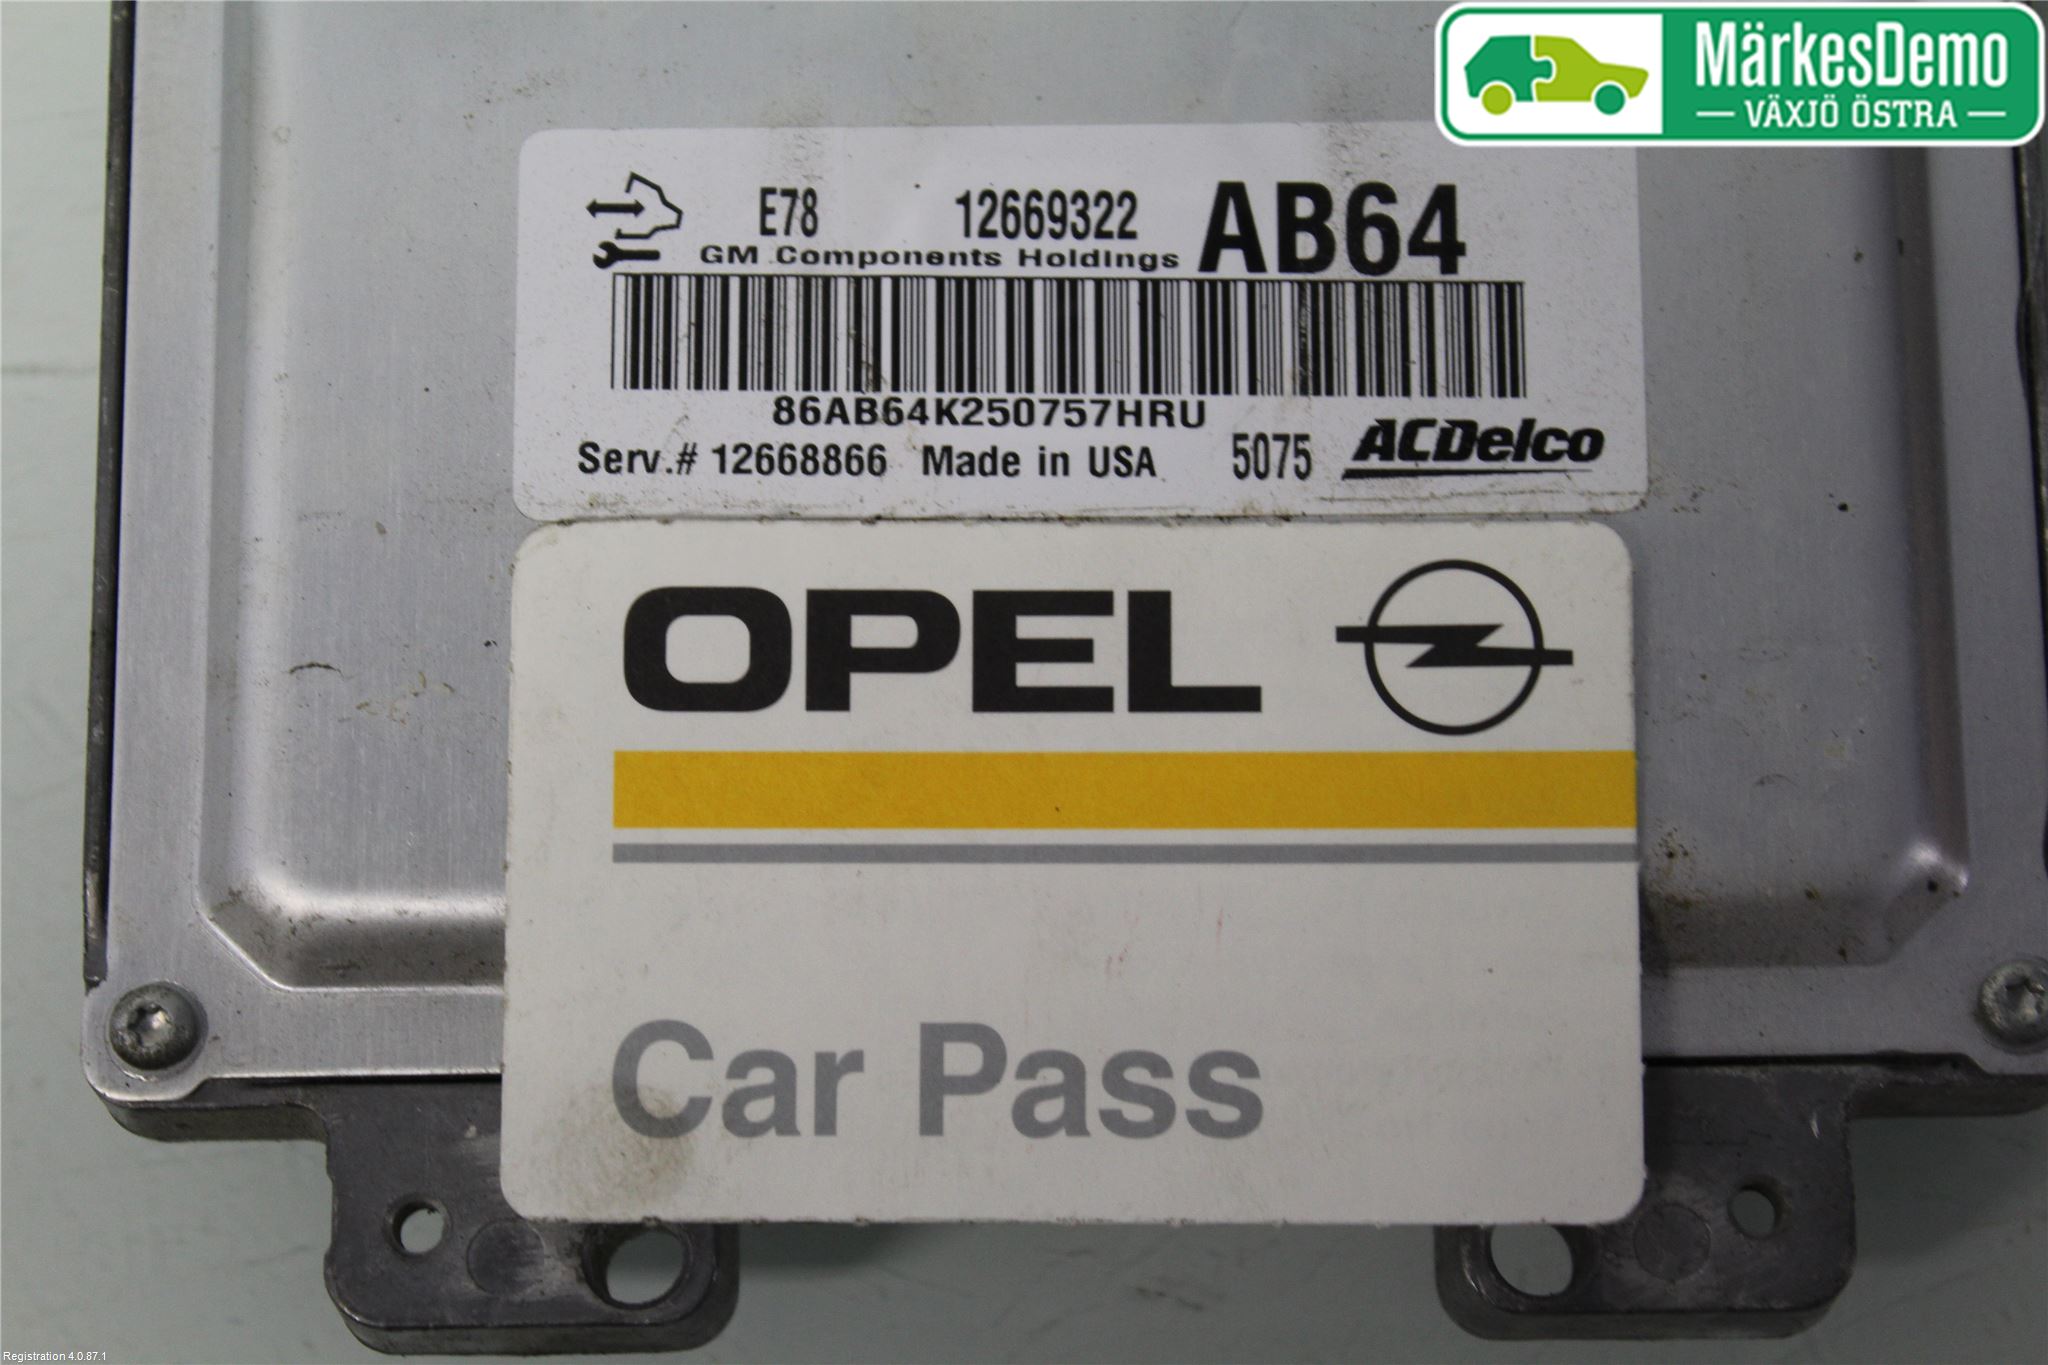 MärkesDemo
VÄXJÖ ÖSTRA
E78 12669322 AB64
GM Components Holdings
86AB64K250757HRU
Serv.# 12668866 Made in USA 5075 ACDelco
OPEL
Car Pass
Registration 4.0.87.1